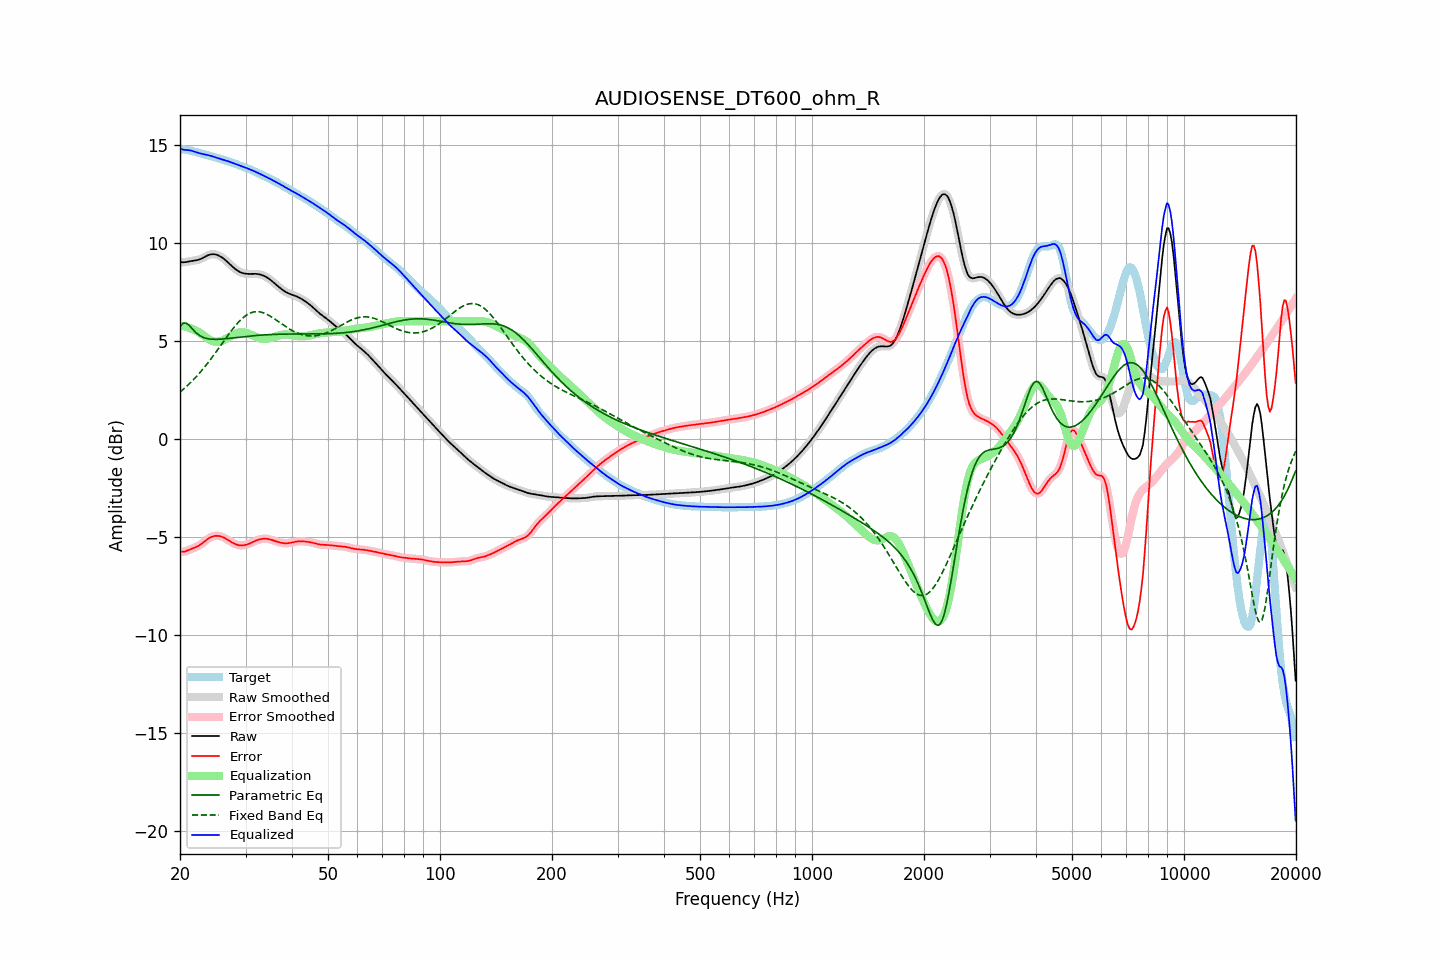 AUDIOSENSE_DT600_ohm_R
15
10
5
0
−5
−10
−15
−20
Amplitude (dBr)
Target
Raw Smoothed
Error Smoothed
Raw
Error
Equalization
Parametric Eq
Fixed Band Eq
Equalized
20 50 100 200 500 1000 2000 5000 10000 20000
Frequency (Hz)